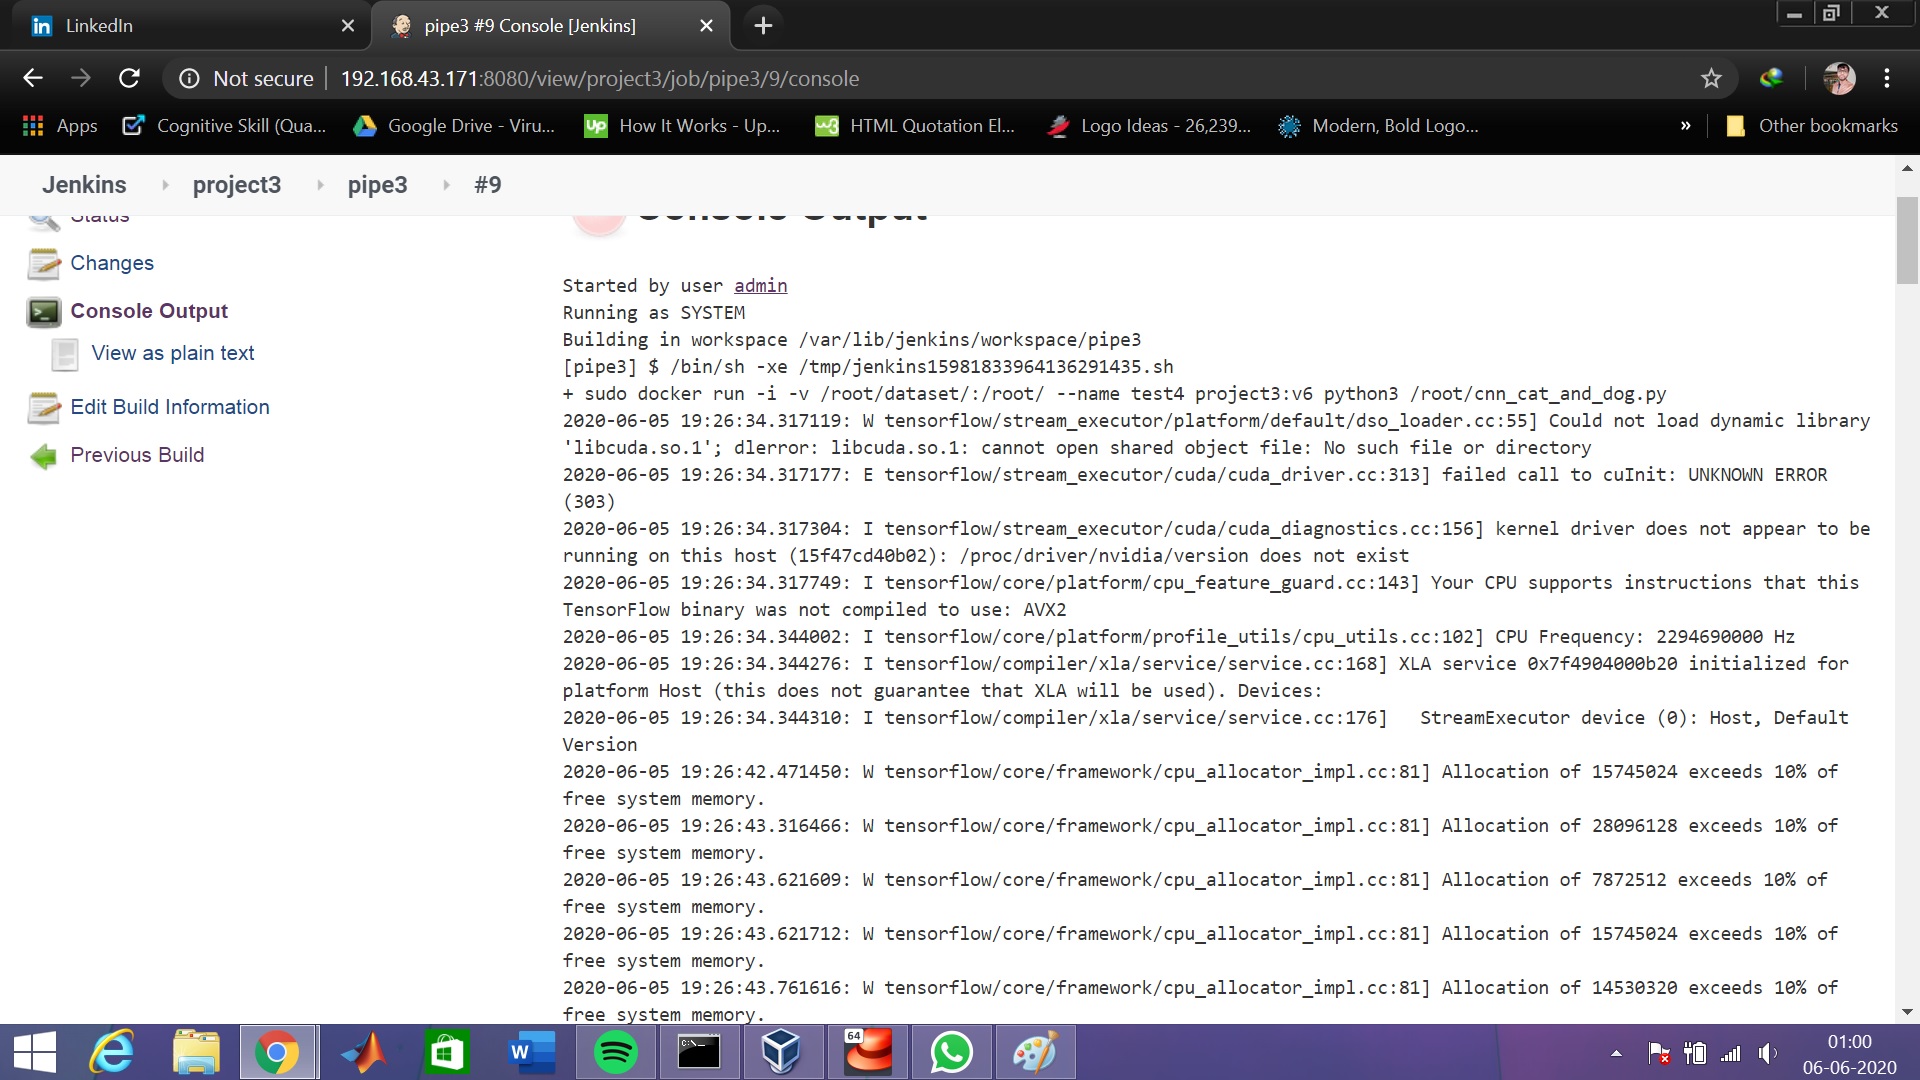 LinkedIn
pipe3 #9 Console [Jenkins]
Not secure
192.168.43.171:8080/view/project3/job/pipe3/9/console
Apps
Cognitive Skill (Qua...
Google Drive - Viru...
Up
How It Works - Up...
w3
HTML Quotation El...
Logo Ideas - 26,239...
Modern, Bold Logo...
»
Other bookmarks
Jenkins
project3
pipe3
#9
Status
Changes
Console Output
View as plain text
Edit Build Information
Previous Build
Console Output
Started by user admin
Running as SYSTEM
Building in workspace /var/lib/jenkins/workspace/pipe3
[pipe3] $ /bin/sh -xe /tmp/jenkins15981833964136291435.sh
+ sudo docker run -i -v /root/dataset/:/root/ --name test4 project3:v6 python3 /root/cnn_cat_and_dog.py
2020-06-05 19:26:34.317119: W tensorflow/stream_executor/platform/default/dso_loader.cc:55] Could not load dynamic library
'libcuda.so.1'; dlerror: libcuda.so.1: cannot open shared object file: No such file or directory
2020-06-05 19:26:34.317177: E tensorflow/stream_executor/cuda/cuda_driver.cc:313] failed call to cuInit: UNKNOWN ERROR
(303)
2020-06-05 19:26:34.317304: I tensorflow/stream_executor/cuda/cuda_diagnostics.cc:156] kernel driver does not appear to be
running on this host (15f47cd40b02): /proc/driver/nvidia/version does not exist
2020-06-05 19:26:34.317749: I tensorflow/core/platform/cpu_feature_guard.cc:143] Your CPU supports instructions that this
TensorFlow binary was not compiled to use: AVX2
2020-06-05 19:26:34.344002: I tensorflow/core/platform/profile_utils/cpu_utils.cc:102] CPU Frequency: 2294690000 Hz
2020-06-05 19:26:34.344276: I tensorflow/compiler/xla/service/service.cc:168] XLA service 0x7f4904000b20 initialized for
platform Host (this does not guarantee that XLA will be used). Devices:
2020-06-05 19:26:34.344310: I tensorflow/compiler/xla/service/service.cc:176]   StreamExecutor device (0): Host, Default
Version
2020-06-05 19:26:42.471450: W tensorflow/core/framework/cpu_allocator_impl.cc:81] Allocation of 15745024 exceeds 10% of
free system memory.
2020-06-05 19:26:43.316466: W tensorflow/core/framework/cpu_allocator_impl.cc:81] Allocation of 28096128 exceeds 10% of
free system memory.
2020-06-05 19:26:43.621609: W tensorflow/core/framework/cpu_allocator_impl.cc:81] Allocation of 7872512 exceeds 10% of
free system memory.
2020-06-05 19:26:43.621712: W tensorflow/core/framework/cpu_allocator_impl.cc:81] Allocation of 15745024 exceeds 10% of
free system memory.
2020-06-05 19:26:43.761616: W tensorflow/core/framework/cpu_allocator_impl.cc:81] Allocation of 14530320 exceeds 10% of
free system memory.
64
01:00
06-06-2020